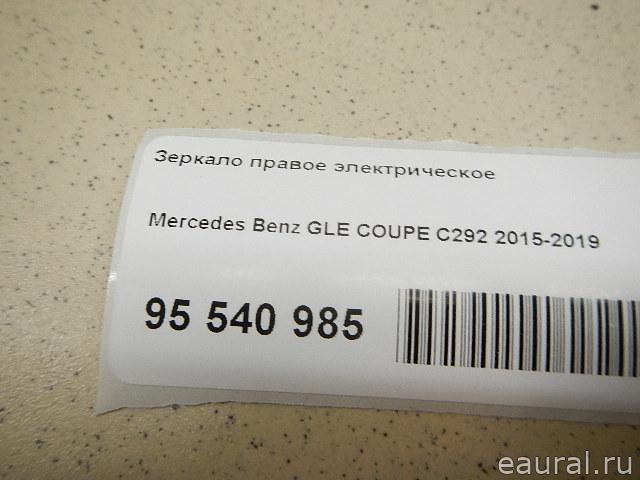 Зеркало правое электрическое
Mercedes Benz GLE COUPE C292 2015-2019
95 540 985
eaural.ru